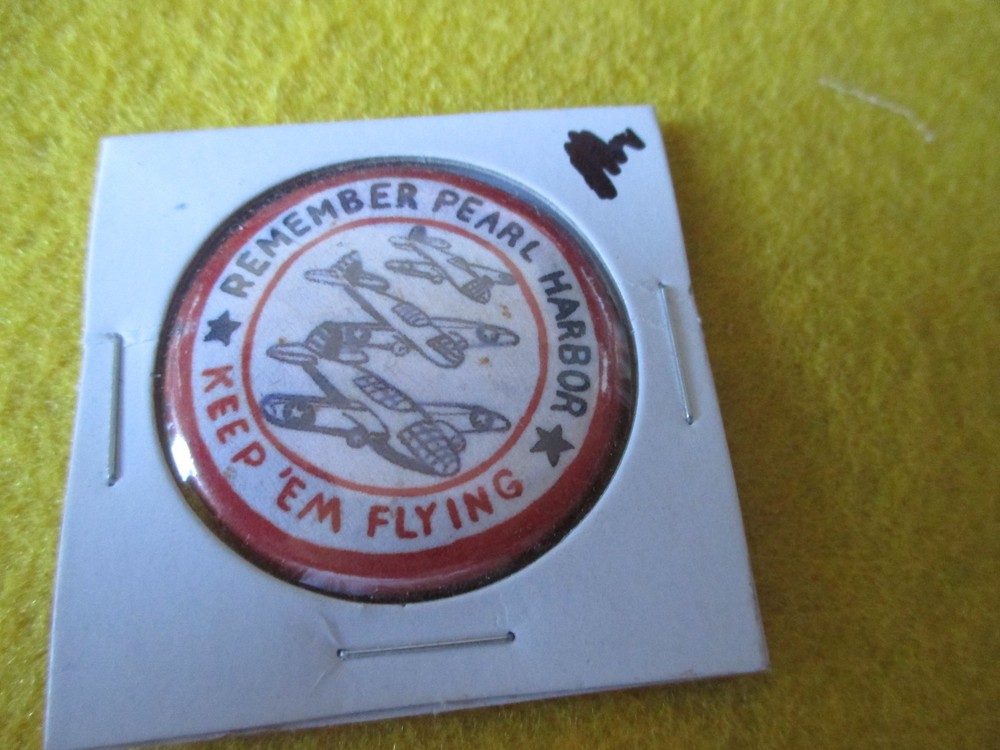 ★ REMEMBER PEARL HARBOR ★
KEEP 'EM FLYING